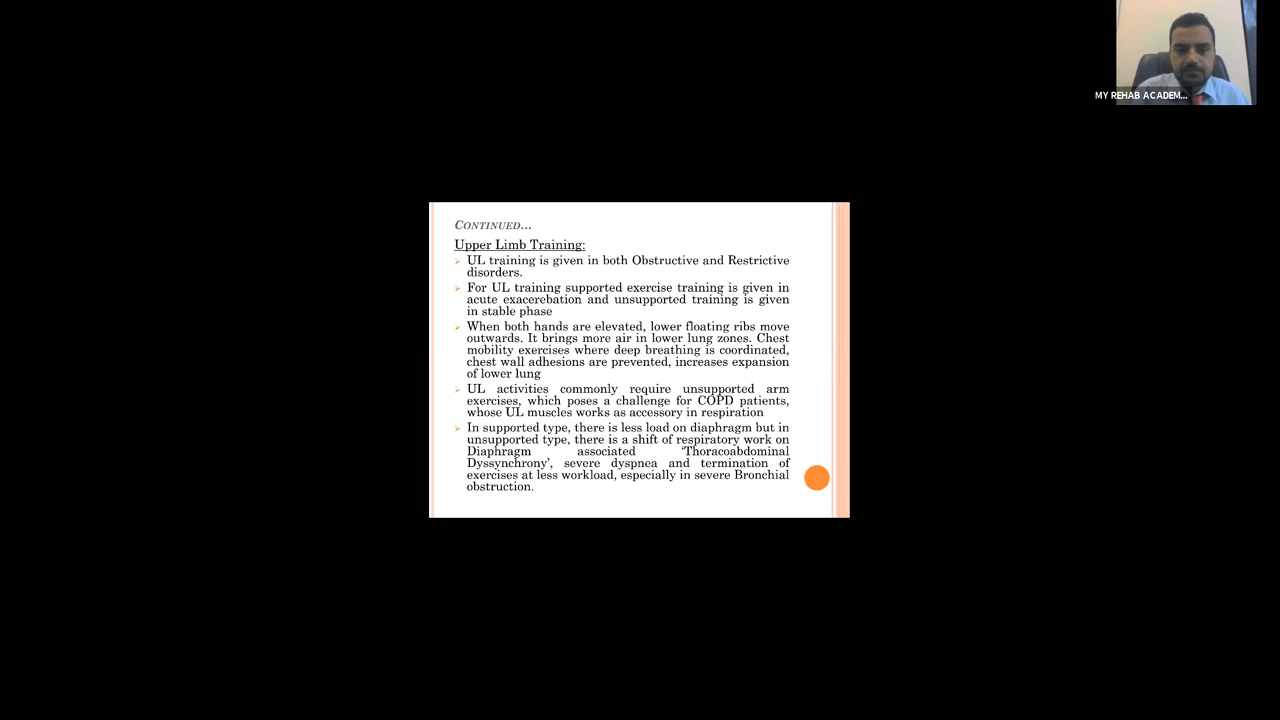 MY REHAB ACADEM...
CONTINUED...
Upper Limb Training:
UL training is given in both Obstructive and Restrictive
disorders.
For UL training supported exercise training is given in
acute exacerebation and unsupported training is given
in stable phase
When both hands are elevated, lower floating ribs move
outwards. It brings more air in lower lung zones. Chest
mobility exercises where deep breathing is coordinated,
chest wall adhesions are prevented, increases expansion
of lower lung
UL activities commonly require unsupported arm
exercises, which poses a challenge for COPD patients,
whose UL muscles works as accessory in respiration
In supported type, there is less load on diaphragm but in
unsupported type, there is a shift of respiratory work on
Diaphragm associated 'Thoracoabdominal
Dyssynchrony', severe dyspnea and termination of
exercises at less workload, especially in severe Bronchial
obstruction.